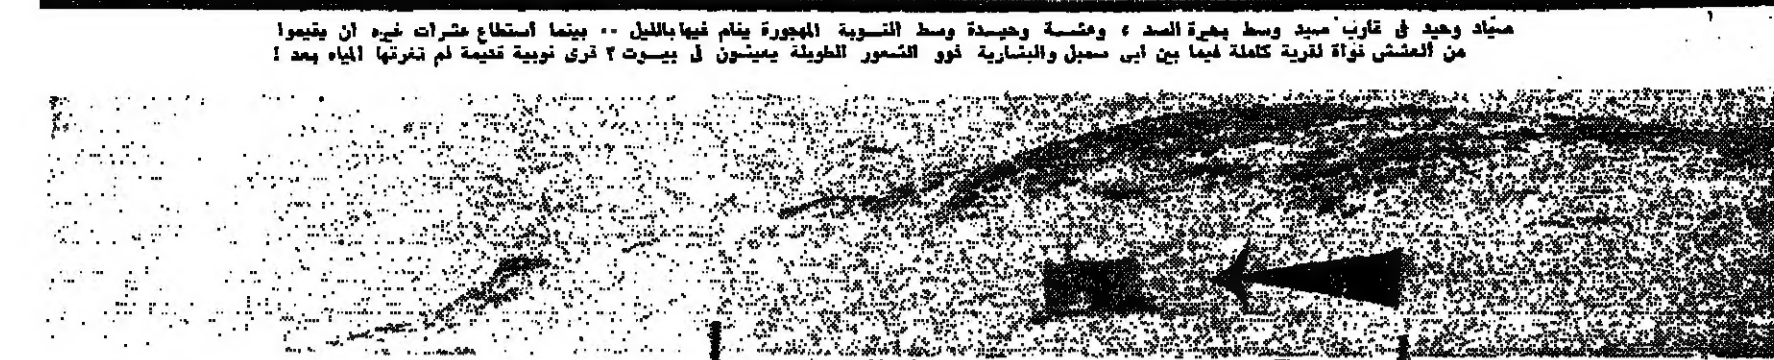 صياد وحيد في قارب صيد وسط بحيرة السد ، وعشة وحيدة وسط النوبة المهجورة ينام فيها بالليل .. بينما استطاع عشرات غيره أن يقيموا
من العشش نواة لقرية كاملة فيما بين ابى سمبل والبشارية ذوو الشعور الطويلة يعيشون في بيوت ٣ قرى نوبية قديمة لم تغرقها المياه بعد !